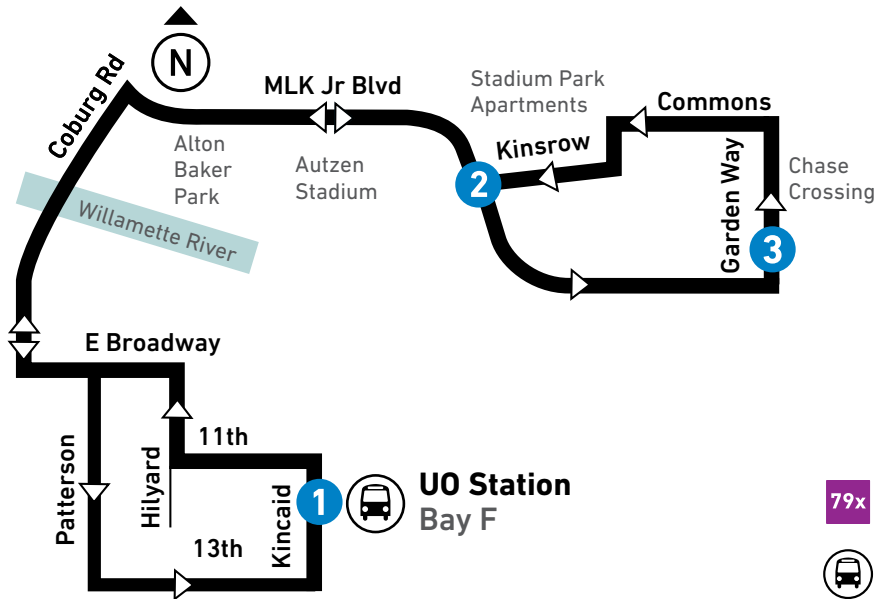 N
Coburg Rd
MLK Jr Blvd
Stadium Park
Apartments
Commons
Kinsrow
Alton
Baker
Park
Autzen
Stadium
2
Garden Way
Chase
Crossing
Willamette River
3
E Broadway
11th
Patterson
Hilyard
Kincaid
1
UO Station
Bay F
79x
13th